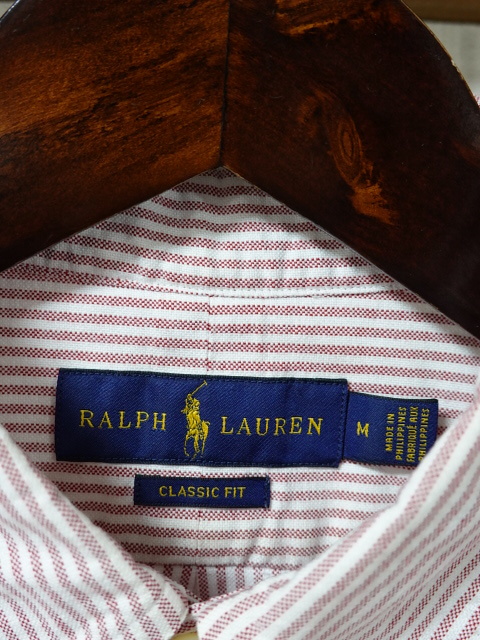 RALPH LAUREN
M
MADE IN
PHILIPPINES
FABRIQUÉ AUX
PHILIPPINES
CLASSIC FIT